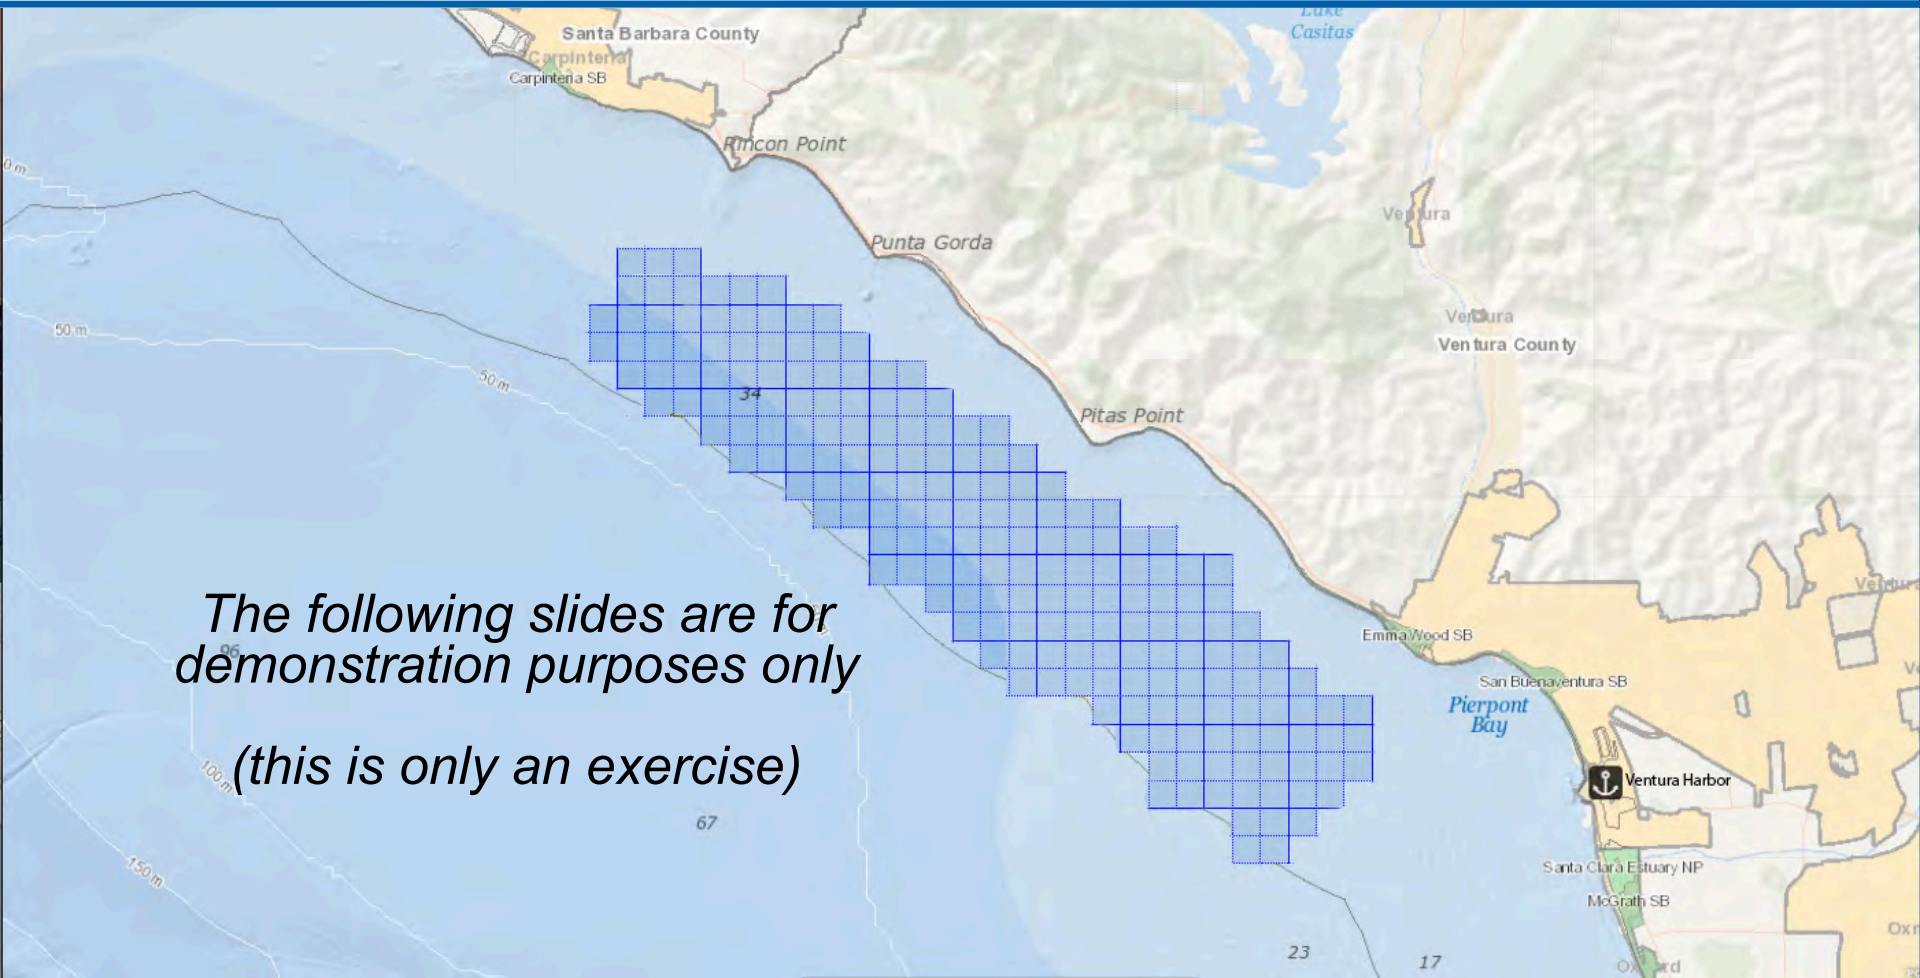 Lake
Casitas
Santa Barbara County
Carpinteria
Carpinteria SB
Rincon Point
0 m
Ventura
Punta Gorda
50 m
Ventura
Ventura County
50 m
34
Pitas Point
The following slides are for
demonstration purposes only
(this is only an exercise)
96
Emma Wood SB
San Buenaventura SB
Pierpont
Bay
100 m
Ventura Harbor
67
150 m
Santa Clara Estuary NP
McGrath SB
23
17